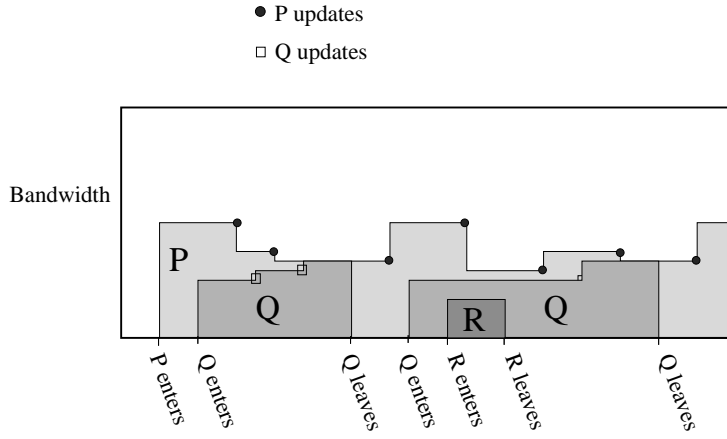 P updates
Q updates
Bandwidth
P
Q
R
Q
P enters
Q enters
Q leaves
Q enters
R enters
R leaves
Q leaves